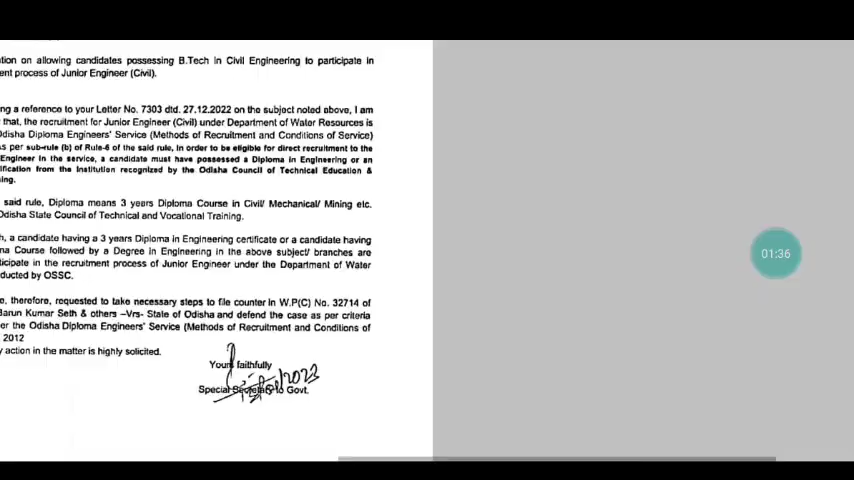 tion on allowing candidates possessing B.Tech in Civil Engineering to participate in
ent process of Junior Engineer (Civil).
ng a reference to your Letter No. 7303 dtd. 27.12.2022 on the subject noted above, I am
that, the recruitment for Junior Engineer (Civil) under Department of Water Resources is
Odisha Diploma Engineers' Service (Methods of Recruitment and Conditions of Service)
s per sub-rule (b) of Rule-6 of the said rule, in order to be eligible for direct recruitment to the
Engineer in the service, a candidate must have possessed a Diploma in Engineering or an
ification from the Institution recognized by the Odisha Council of Technical Education &
ning.
said rule, Diploma means 3 years Diploma Course in Civil/ Mechanical/ Mining etc.
Odisha State Council of Technical and Vocational Training.
h, a candidate having a 3 years Diploma in Engineering certificate or a candidate having
na Course followed by a Degree in Engineering in the above subject/ branches are
ticipate in the recruitment process of Junior Engineer under the Department of Water
ducted by OSSC.
e, therefore, requested to take necessary steps to file counter in W.P(C) No. 32714 of
Barun Kumar Seth & others –Vrs- State of Odisha and defend the case as per criteria
er the Odisha Diploma Engineers' Service (Methods of Recruitment and Conditions of
2012
y action in the matter is highly solicited.
Yours faithfully
Special Secretary to Govt.
01:36